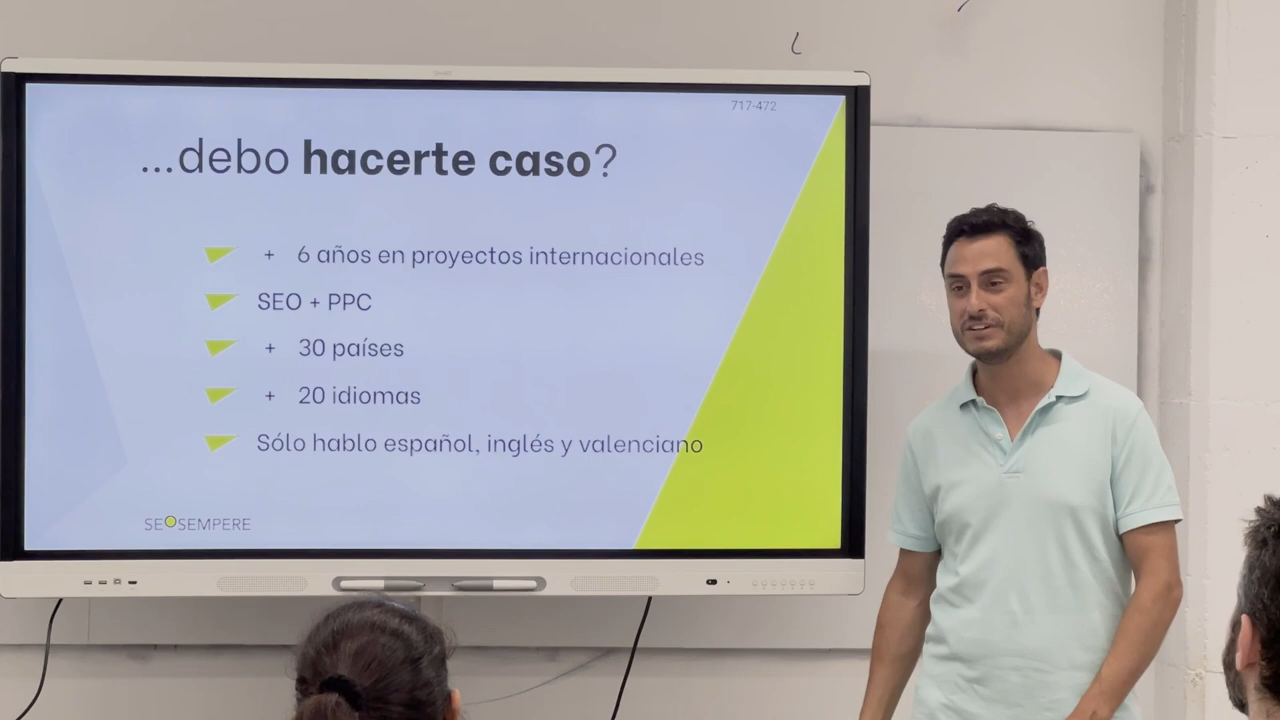 717-472
...debo hacerte caso?
+ 6 años en proyectos internacionales
SEO + PPC
+ 30 países
+ 20 idiomas
Sólo hablo español, inglés y valenciano
SEOSEMPERE